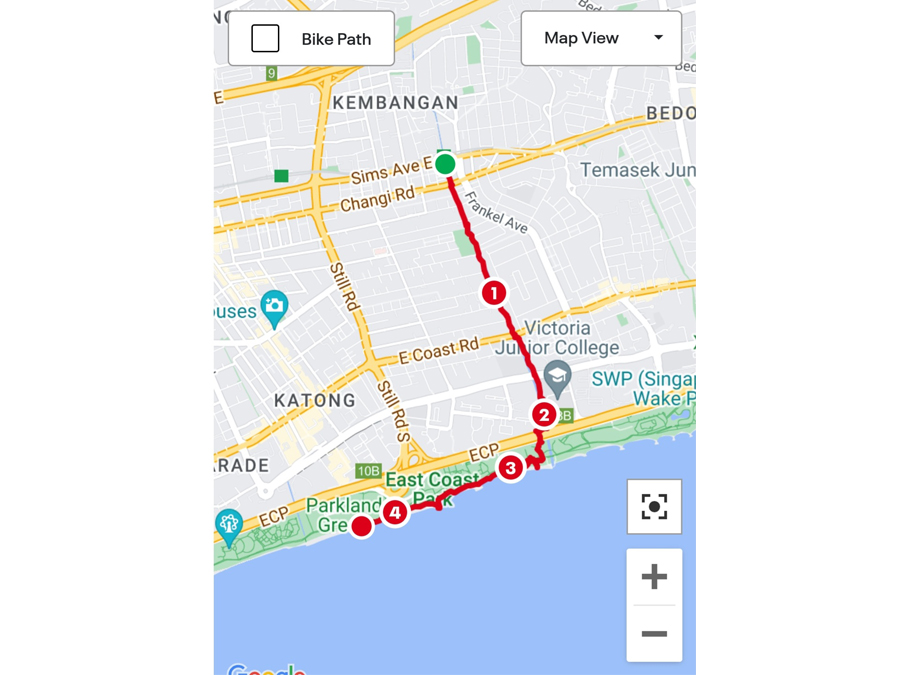 Bike Path
Map View
9
E
KEMBANGAN
BEDO
Sims Ave E
Temasek Jun
Changi Rd
Frankel Ave
Still Rd
1
ouses
Victoria
Junior College
E Coast Rd
SWP (Singap
Wake P
KATONG
Still Rd S
2
3B
ECP
3
RADE
10B
East Coast
Park
Parkland
Gre
4
ECP
Google